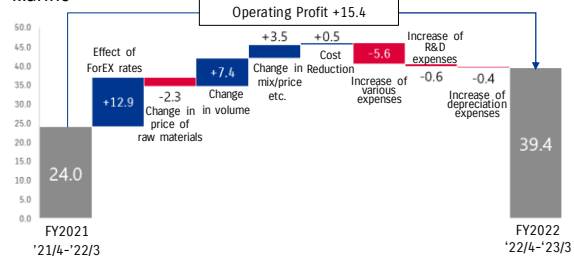 Operating Profit +15.4
50.0
45.0
40.0
35.0
30.0
25.0
20.0
15.0
10.0
5.0
0.0
24.0
FY2021
’21/4-’22/3
Effect of
ForEX rates
+12.9
-2.3
Change in
price of
raw materials
+7.4
Change
in volume
+3.5
Change in
mix/price
etc.
+0.5
Cost
Reduction
-5.6
Increase of
various
expenses
Increase of
R&D
expenses
-0.6
-0.4
Increase of
depreciation
expenses
39.4
FY2022
‘22/4-‘23/3